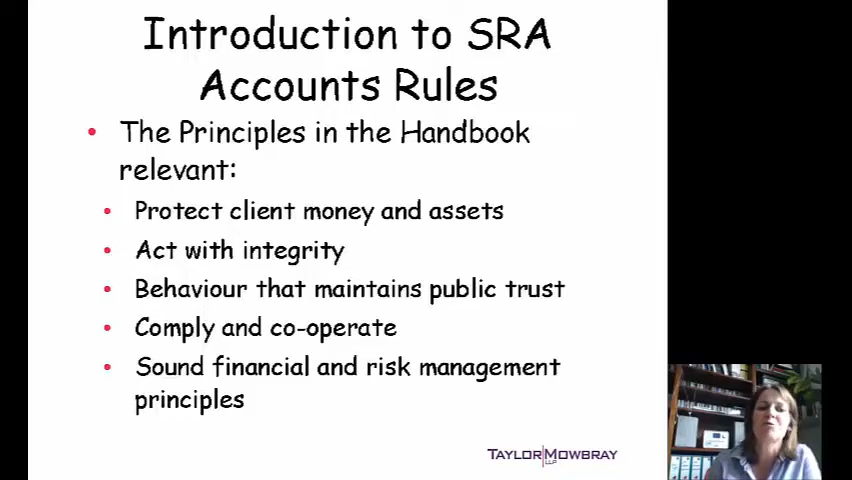 Introduction to SRA
Accounts Rules
• The Principles in the Handbook
relevant:
• Protect client money and assets
• Act with integrity
• Behaviour that maintains public trust
• Comply and co-operate
• Sound financial and risk management
principles
TAYLOR MOWBRAY
LLP